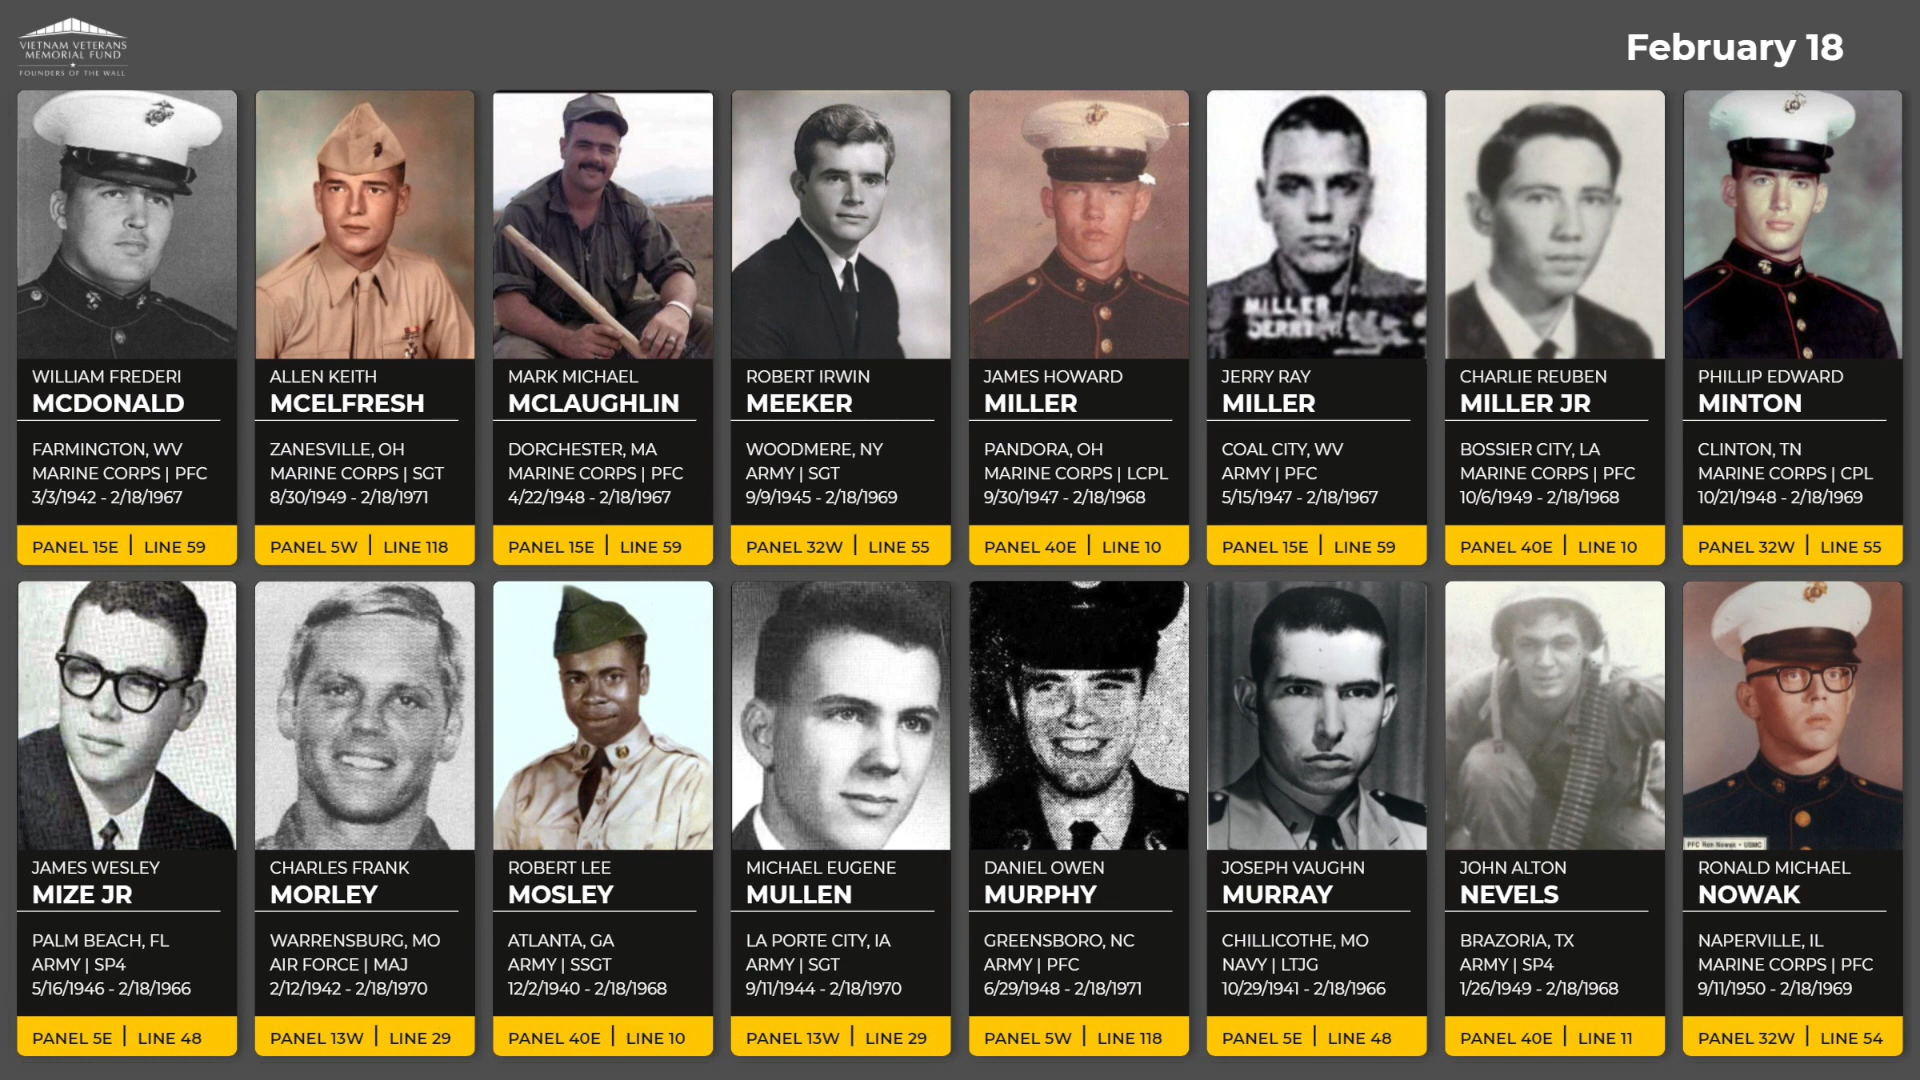 VIETNAM VETERANS
MEMORIAL FUND
FOUNDERS OF THE WALL
February 18
WILLIAM FREDERI
MCDONALD
FARMINGTON, WV
MARINE CORPS | PFC
3/3/1942 - 2/18/1967
PANEL 15E | LINE 59
ALLEN KEITH
MCELFRESH
ZANESVILLE, OH
MARINE CORPS | SGT
8/30/1949 - 2/18/1971
PANEL 5W | LINE 118
MARK MICHAEL
MCLAUGHLIN
DORCHESTER, MA
MARINE CORPS | PFC
4/22/1948 - 2/18/1967
PANEL 15E | LINE 59
ROBERT IRWIN
MEEKER
WOODMERE, NY
ARMY | SGT
9/9/1945 - 2/18/1969
PANEL 32W | LINE 55
JAMES HOWARD
MILLER
PANDORA, OH
MARINE CORPS | LCPL
9/30/1947 - 2/18/1968
PANEL 40E | LINE 10
MILLER
JERRY
JERRY RAY
MILLER
COAL CITY, WV
ARMY | PFC
5/15/1947 - 2/18/1967
PANEL 15E | LINE 59
CHARLIE REUBEN
MILLER JR
BOSSIER CITY, LA
MARINE CORPS | PFC
10/6/1949 - 2/18/1968
PANEL 40E | LINE 10
PHILLIP EDWARD
MINTON
CLINTON, TN
MARINE CORPS | CPL
10/21/1948 - 2/18/1969
PANEL 32W | LINE 55
JAMES WESLEY
MIZE JR
PALM BEACH, FL
ARMY | SP4
5/16/1946 - 2/18/1966
PANEL 5E | LINE 48
CHARLES FRANK
MORLEY
WARRENSBURG, MO
AIR FORCE | MAJ
2/12/1942 - 2/18/1970
PANEL 13W | LINE 29
ROBERT LEE
MOSLEY
ATLANTA, GA
ARMY | SSGT
12/2/1940 - 2/18/1968
PANEL 40E | LINE 10
MICHAEL EUGENE
MULLEN
LA PORTE CITY, IA
ARMY | SGT
9/11/1944 - 2/18/1970
PANEL 13W | LINE 29
DANIEL OWEN
MURPHY
GREENSBORO, NC
ARMY | PFC
6/29/1948 - 2/18/1971
PANEL 5W | LINE 118
JOSEPH VAUGHN
MURRAY
CHILLICOTHE, MO
NAVY | LTJG
10/29/1941 - 2/18/1966
PANEL 5E | LINE 48
JOHN ALTON
NEVELS
BRAZORIA, TX
ARMY | SP4
1/26/1949 - 2/18/1968
PANEL 40E | LINE 11
PFC Ron Nowak • USMC
RONALD MICHAEL
NOWAK
NAPERVILLE, IL
MARINE CORPS | PFC
9/11/1950 - 2/18/1969
PANEL 32W | LINE 54